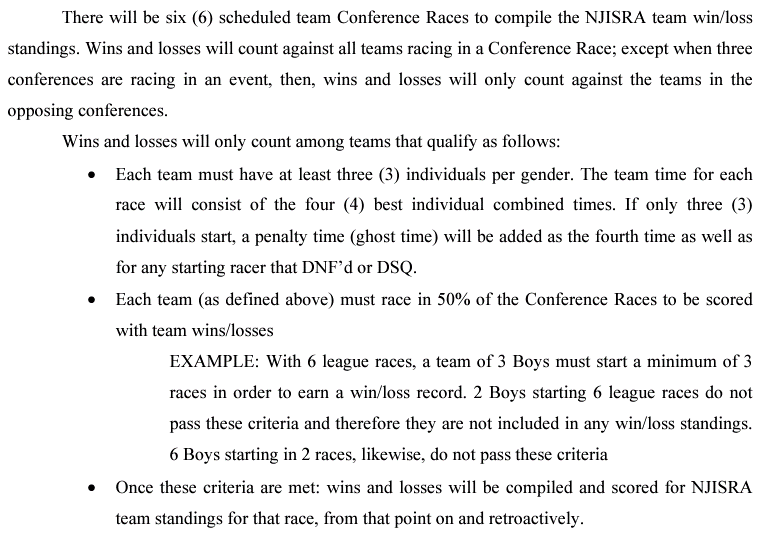 There will be six (6) scheduled team Conference Races to compile the NJISRA team win/loss
standings. Wins and losses will count against all teams racing in a Conference Race; except when three
conferences are racing in an event, then, wins and losses will only count against the teams in the
opposing conferences.
Wins and losses will only count among teams that qualify as follows:
• Each team must have at least three (3) individuals per gender. The team time for each
race will consist of the four (4) best individual combined times. If only three (3)
individuals start, a penalty time (ghost time) will be added as the fourth time as well as
for any starting racer that DNF’d or DSQ.
• Each team (as defined above) must race in 50% of the Conference Races to be scored
with team wins/losses
EXAMPLE: With 6 league races, a team of 3 Boys must start a minimum of 3
races in order to earn a win/loss record. 2 Boys starting 6 league races do not
pass these criteria and therefore they are not included in any win/loss standings.
6 Boys starting in 2 races, likewise, do not pass these criteria
• Once these criteria are met: wins and losses will be compiled and scored for NJISRA
team standings for that race, from that point on and retroactively.